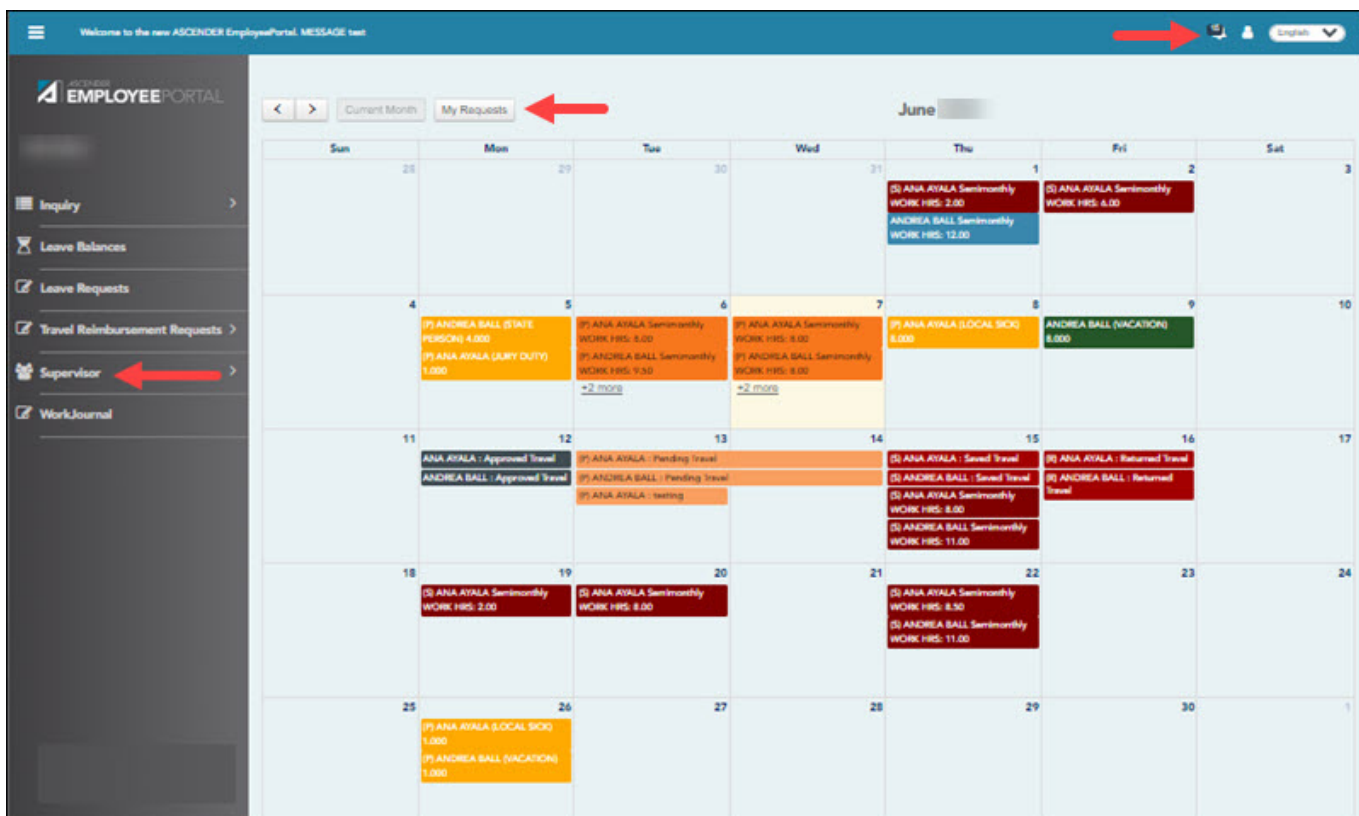 Welcome to the new ASCENDER EmployeePortal. MESSAGE test
English
ASCENDER
EMPLOYEEPORTAL
Inquiry
Leave Balances
Leave Requests
Travel Reimbursement Requests
Supervisor
WorkJournal
< > Current Month My Requests
June
Sun Mon Tue Wed Thu Fri Sat
28 29 30 31 1 2 3
(S) ANA AYALA Semimonthly
WORK HRS: 2.00
ANDREA BALL Semimonthly
WORK HRS: 12.00
(S) ANA AYALA Semimonthly
WORK HRS: 6.00
4 5 6 7 8 9 10
(P) ANDREA BALL (STATE
PERSON) 4.000
(P) ANA AYALA (JURY DUTY)
1.000
(P) ANA AYALA Semimonthly
WORK HRS: 8.00
(P) ANDREA BALL Semimonthly
WORK HRS: 9.50
+2 more
(P) ANA AYALA Semimonthly
WORK HRS: 8.00
(P) ANDREA BALL Semimonthly
WORK HRS: 8.00
+2 more
(P) ANA AYALA (LOCAL SICK)
8.000
ANDREA BALL (VACATION)
8.000
11 12 13 14 15 16 17
ANA AYALA : Approved Travel
ANDREA BALL : Approved Travel
(P) ANA AYALA : Pending Travel
(P) ANDREA BALL : Pending Travel
(P) ANA AYALA : testing
(S) ANA AYALA : Saved Travel
(S) ANDREA BALL : Saved Travel
(S) ANA AYALA Semimonthly
WORK HRS: 8.00
(S) ANDREA BALL Semimonthly
WORK HRS: 11.00
(R) ANA AYALA : Returned Travel
(R) ANDREA BALL : Returned
Travel
18 19 20 21 22 23 24
(S) ANA AYALA Semimonthly
WORK HRS: 2.00
(S) ANA AYALA Semimonthly
WORK HRS: 8.00
(S) ANA AYALA Semimonthly
WORK HRS: 8.50
(S) ANDREA BALL Semimonthly
WORK HRS: 11.00
25 26 27 28 29 30 1
(P) ANA AYALA (LOCAL SICK)
1.000
(P) ANDREA BALL (VACATION)
1.000